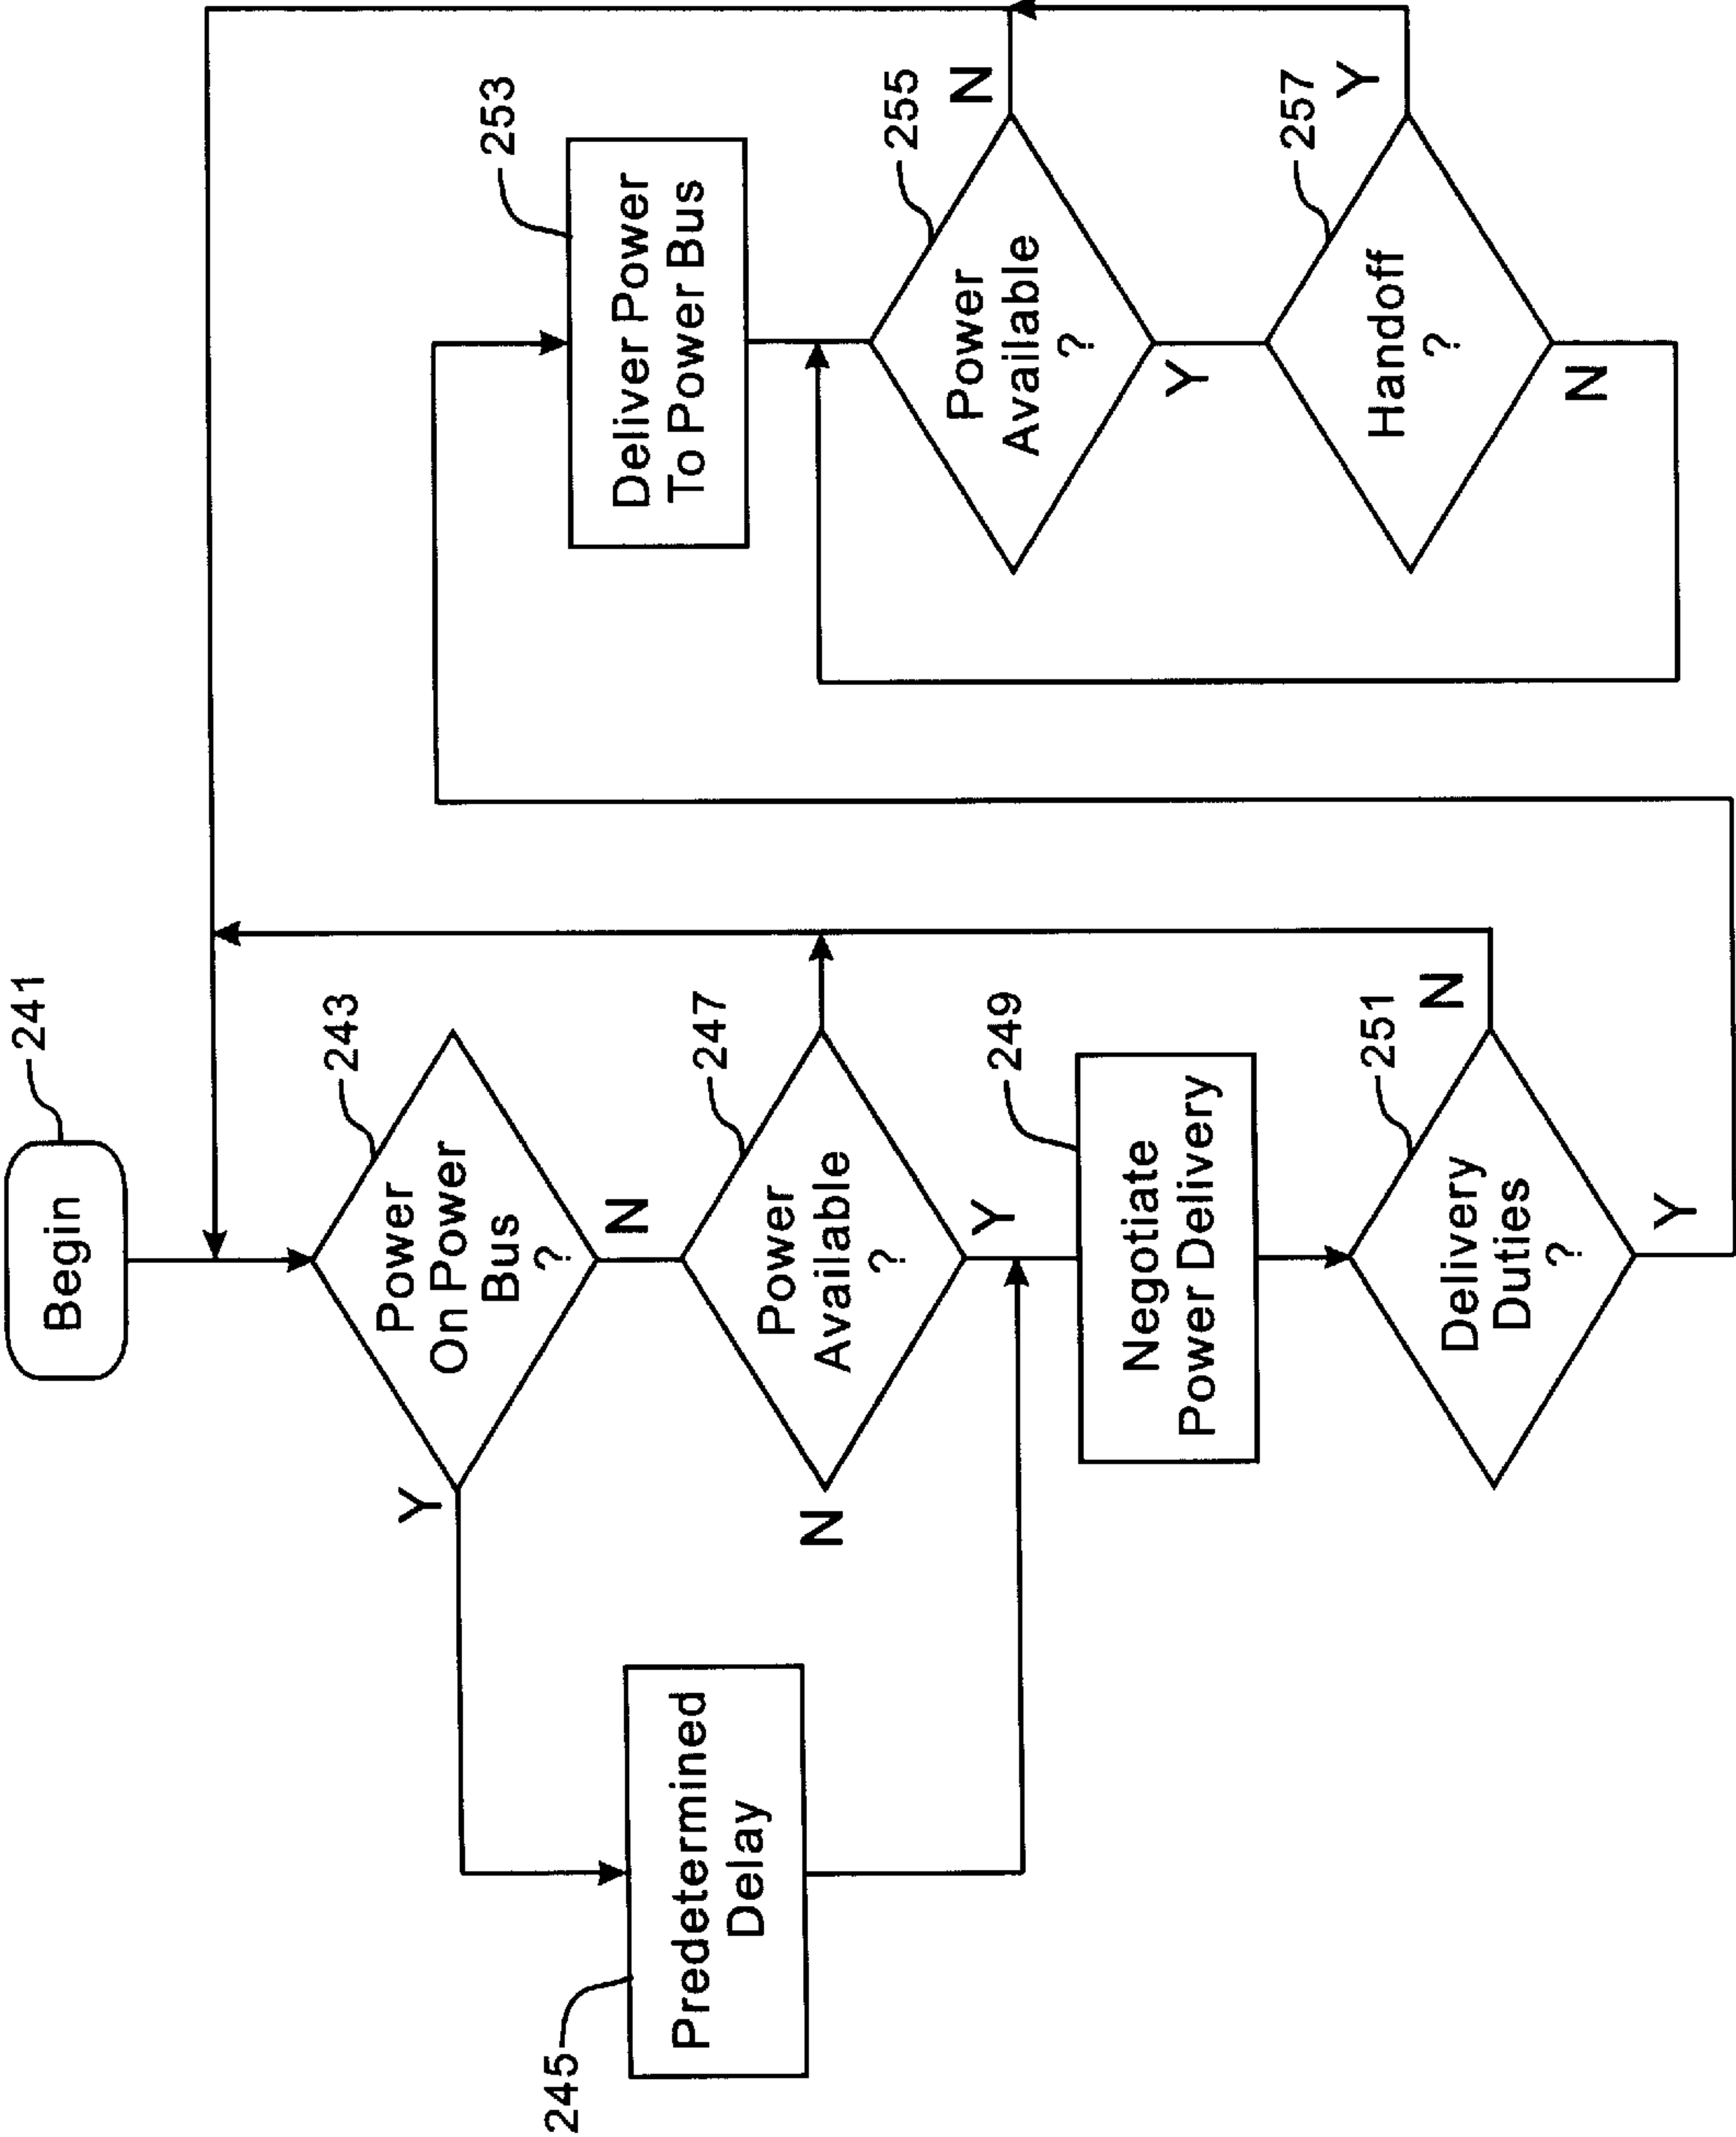 Begin
241
Power
On Power
Bus
?
243
Y
N
Predetermined
Delay
245
Power
Available
?
247
N
Y
Negotiate
Power Delivery
249
Delivery
Duties
?
251
N
Y
Deliver Power
To Power Bus
253
Power
Available
?
255
N
Y
Handoff
?
257
Y
N